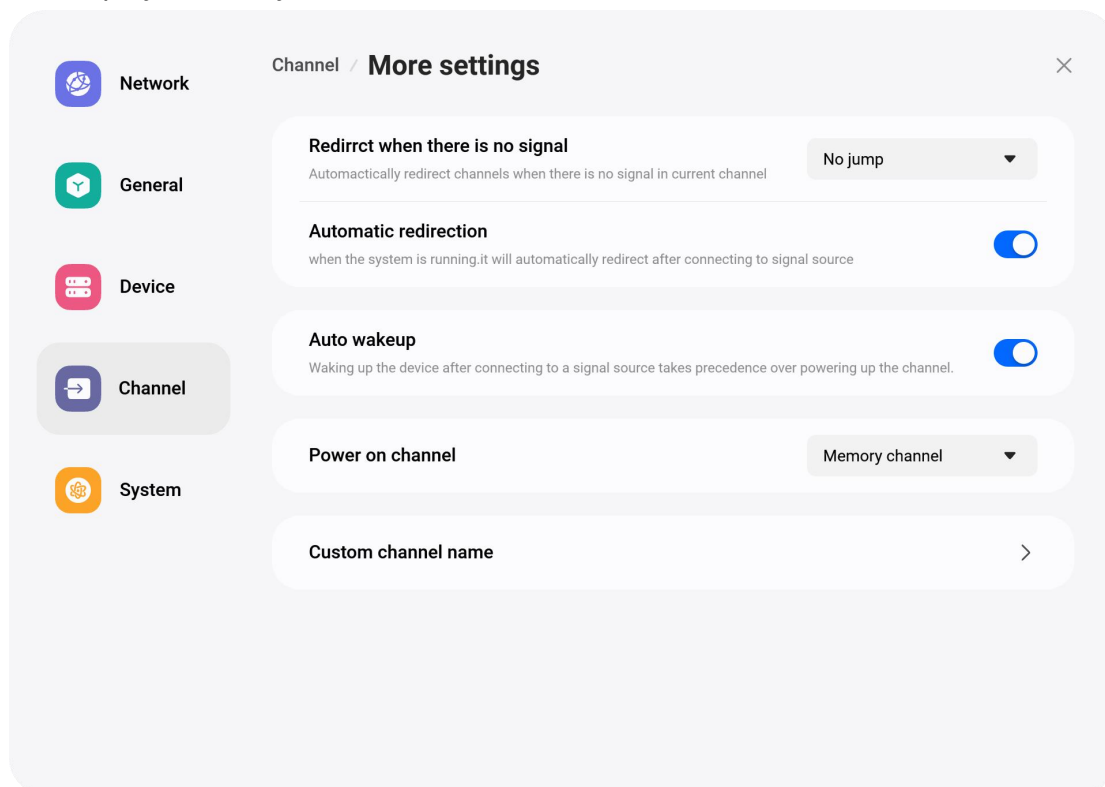 Channel / More settings
Network
General
Device
Channel
System
Redirrct when there is no signal
Automactically redirect channels when there is no signal in current channel
No jump
Automatic redirection
when the system is running.it will automatically redirect after connecting to signal source
Auto wakeup
Waking up the device after connecting to a signal source takes precedence over powering up the channel.
Power on channel
Memory channel
Custom channel name